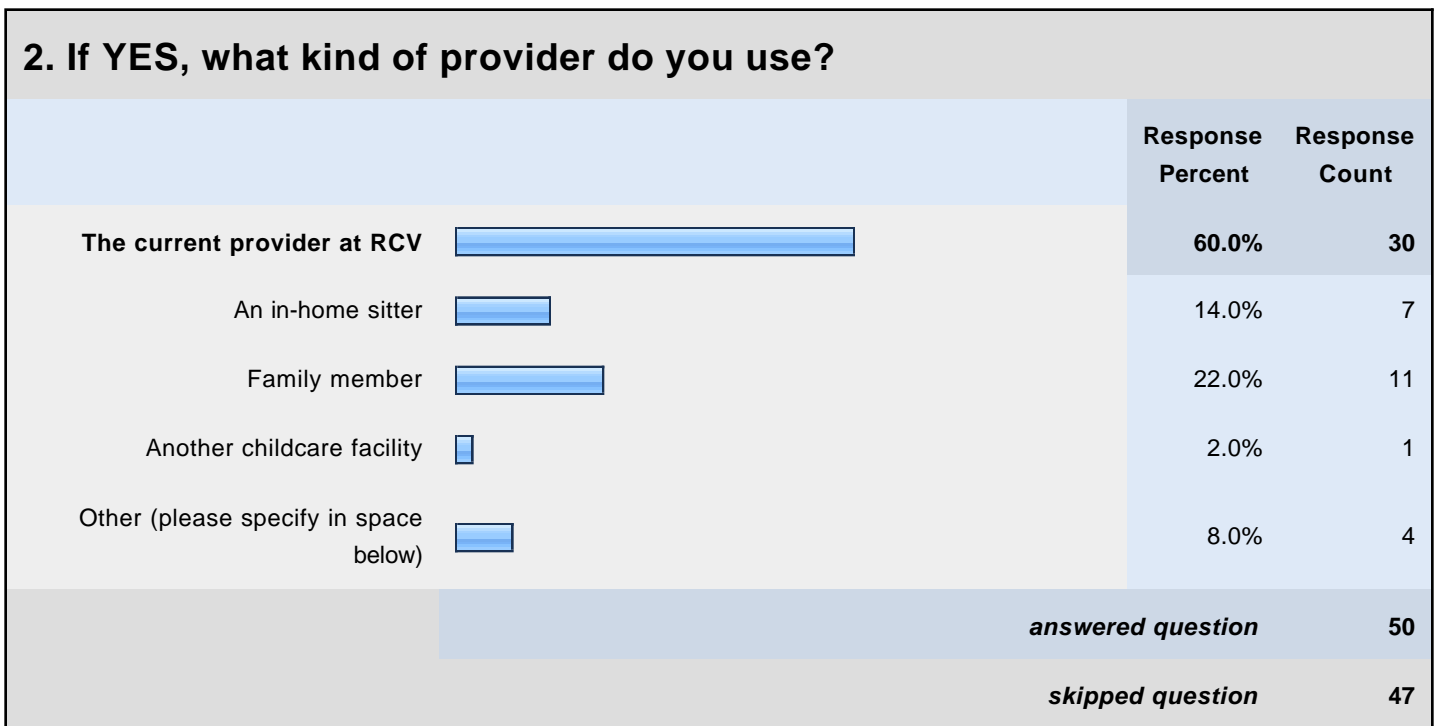 2. If YES, what kind of provider do you use?
Response Response
Percent Count
The current provider at RCV 60.0% 30
An in-home sitter 14.0% 7
Family member 22.0% 11
Another childcare facility 2.0% 1
Other (please specify in space
below) 8.0% 4
answered question 50
skipped question 47